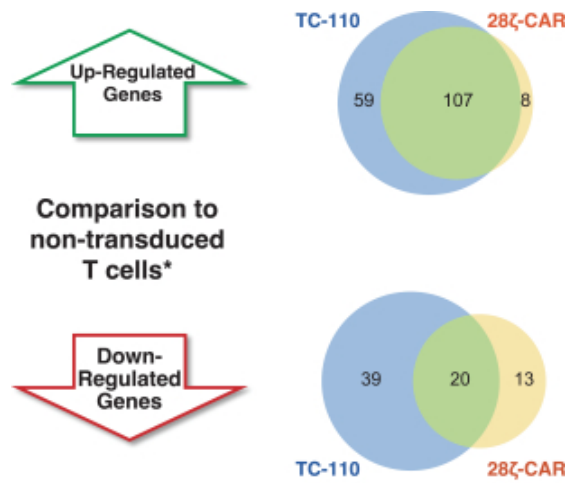 TC-110 28ζ-CAR
Up-Regulated
Genes
59 107 8
Comparison to
non-transduced
T cells*
Down-
Regulated
Genes
39 20 13
TC-110 28ζ-CAR